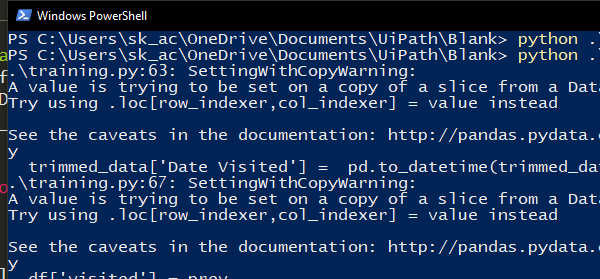 Windows PowerShell
PS C:\Users\sk_ac\OneDrive\Documents\UiPath\Blank> python .\
PS C:\Users\sk_ac\OneDrive\Documents\UiPath\Blank> python .\
.\training.py:63: SettingWithCopyWarning:
A value is trying to be set on a copy of a slice from a Data
Try using .loc[row_indexer,col_indexer] = value instead
See the caveats in the documentation: http://pandas.pydata.
y
trimmed_data['Date Visited'] =  pd.to_datetime(trimmed_da
.\training.py:67: SettingWithCopyWarning:
A value is trying to be set on a copy of a slice from a Data
Try using .loc[row_indexer,col_indexer] = value instead
See the caveats in the documentation: http://pandas.pydata.
y
df['visited'] = prev